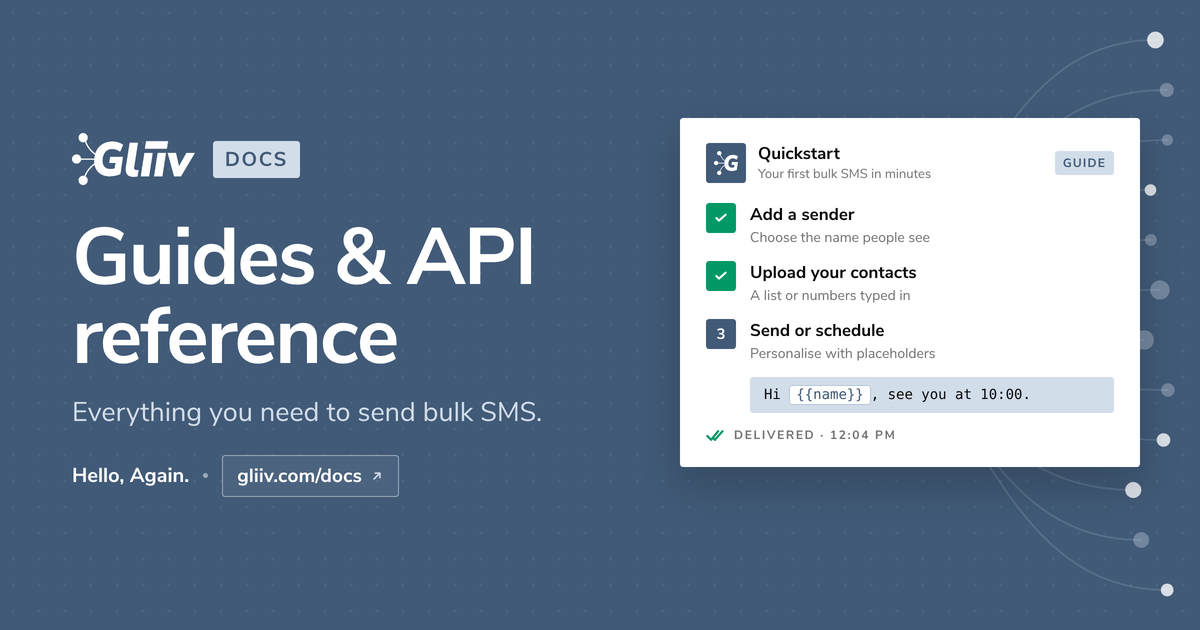 Gliiv DOCS
Guides & API
reference
Everything you need to send bulk SMS.
Hello, Again. • gliiv.com/docs ↗
G
Quickstart
Your first bulk SMS in minutes
GUIDE
Add a sender
Choose the name people see
Upload your contacts
A list or numbers typed in
3
Send or schedule
Personalise with placeholders
Hi {{name}}, see you at 10:00.
DELIVERED · 12:04 PM